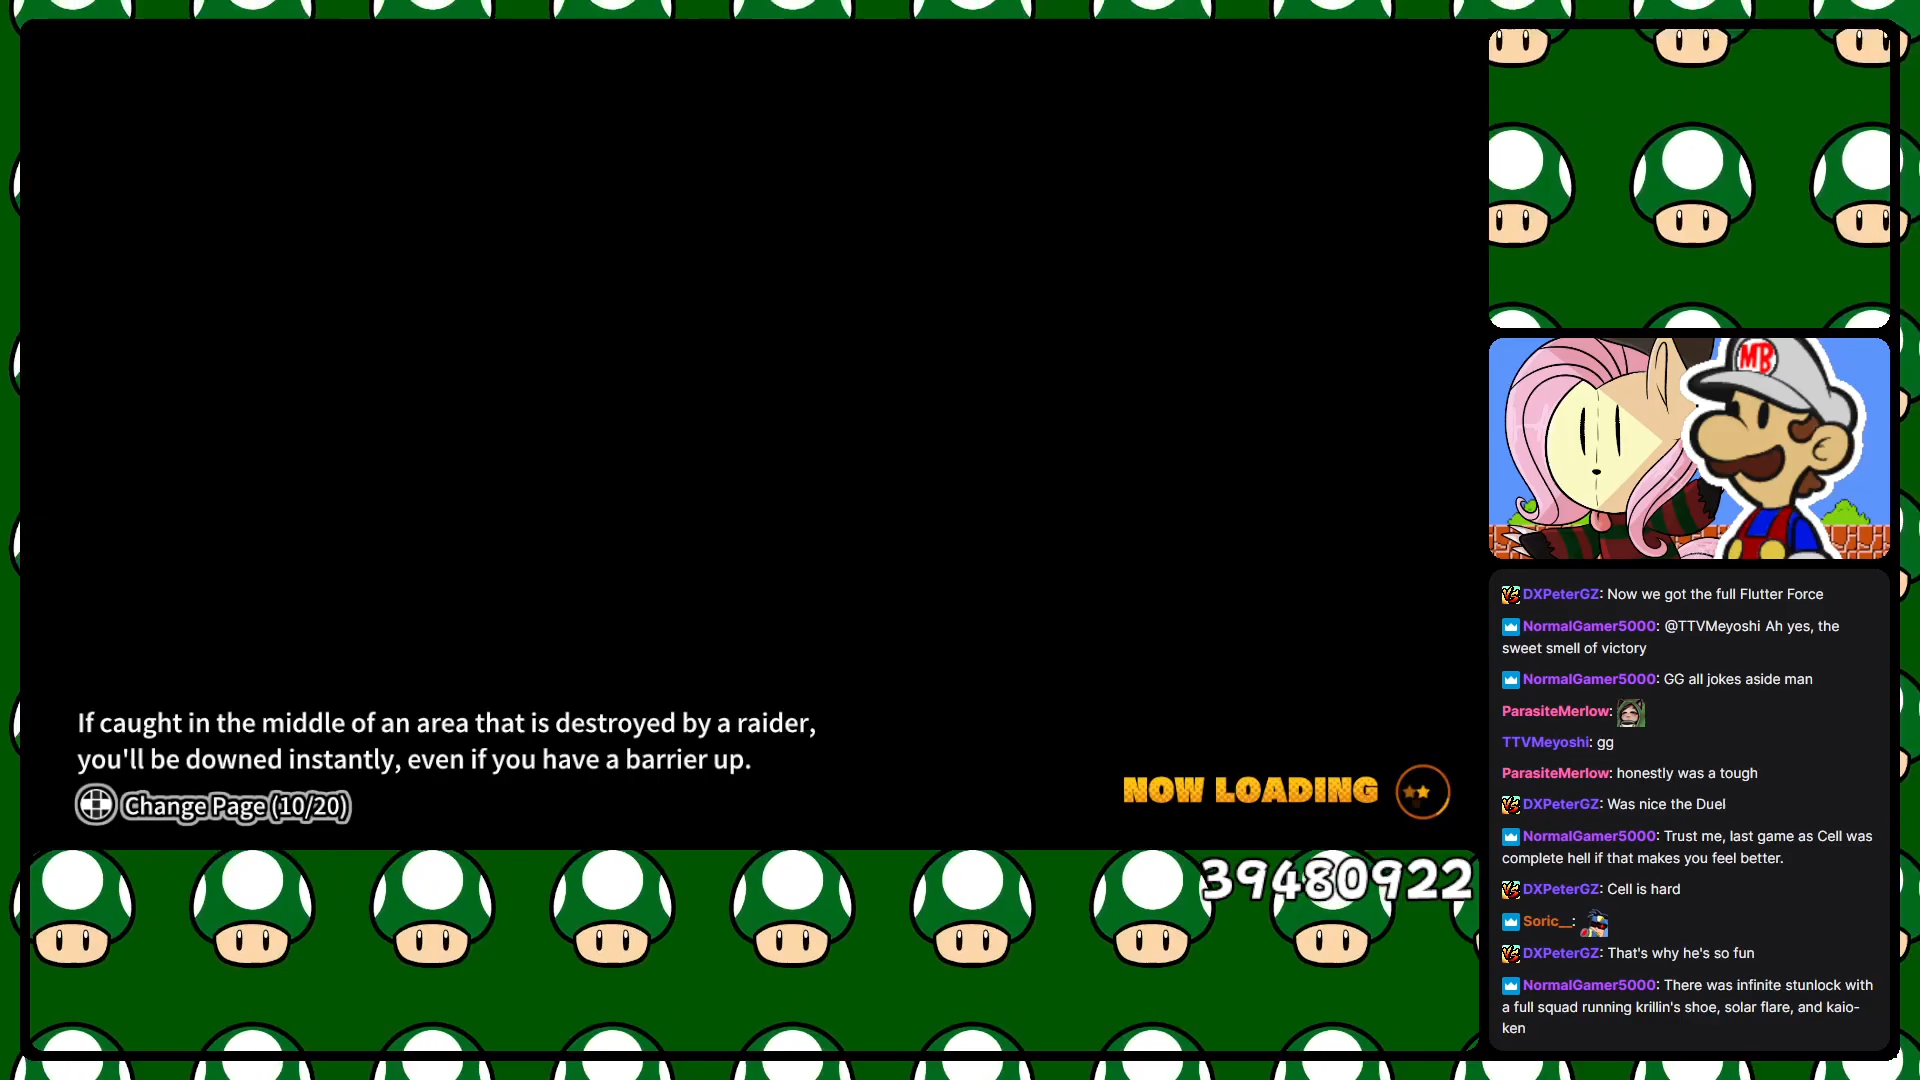 If caught in the middle of an area that is destroyed by a raider,
you'll be downed instantly, even if you have a barrier up.
Change Page (10/20)
NOW LOADING
39480922
MB
DXPeterGZ: Now we got the full Flutter Force
NormalGamer5000: @TTVMeyoshi Ah yes, the
sweet smell of victory
NormalGamer5000: GG all jokes aside man
ParasiteMerlow:
TTVMeyoshi: gg
ParasiteMerlow: honestly was a tough
DXPeterGZ: Was nice the Duel
NormalGamer5000: Trust me, last game as Cell was
complete hell if that makes you feel better.
DXPeterGZ: Cell is hard
Soric__:
DXPeterGZ: That's why he's so fun
NormalGamer5000: There was infinite stunlock with
a full squad running krillin's shoe, solar flare, and kaio-
ken